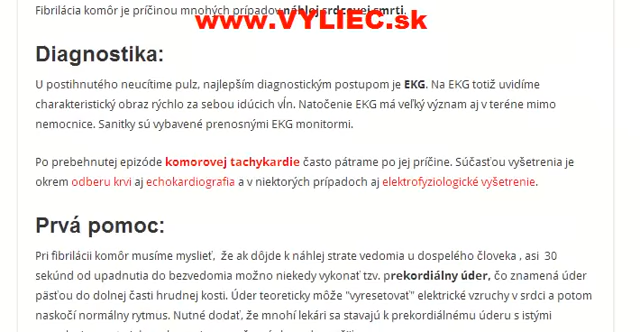 Fibrilácia komôr je príčinou mnohých prípadov náhlej srdcovej smrti.
www.VYLIEC.sk
Diagnostika:
U postihnutého neucítime pulz, najlepším diagnostickým postupom je EKG. Na EKG totiž uvidíme
charakteristický obraz rýchlo za sebou idúcich vĺn. Natočenie EKG má veľký význam aj v teréne mimo
nemocnice. Sanitky sú vybavené prenosnými EKG monitormi.
Po prebehnutej epizóde komorovej tachykardie často pátrame po jej príčine. Súčasťou vyšetrenia je
okrem odberu krvi aj echokardiografia a v niektorých prípadoch aj elektrofyziologické vyšetrenie.
Prvá pomoc:
Pri fibrilácii komôr musíme myslieť, že ak dôjde k náhlej strate vedomia u dospelého človeka , asi 30
sekúnd od upadnutia do bezvedomia možno niekedy vykonať tzv. prekordiálny úder, čo znamená úder
päsťou do dolnej časti hrudnej kosti. Úder teoreticky môže "vyresetovať" elektrické vzruchy v srdci a potom
naskočí normálny rytmus. Nutné dodať, že mnohí lekári sa stavajú k prekordiálnemu úderu s istými